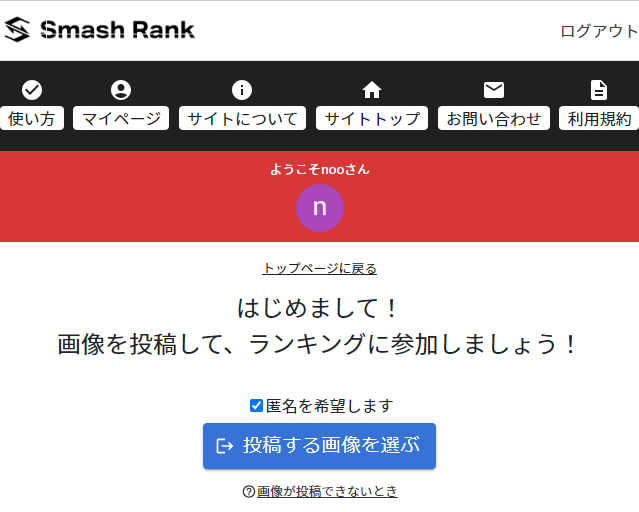 Smash Rank
ログアウト
使い方
マイページ
サイトについて
サイトトップ
お問い合わせ
利用規約
ようこそnooさん
n
トップページに戻る
はじめまして！
画像を投稿して、ランキングに参加しましょう！
匿名を希望します
投稿する画像を選ぶ
画像が投稿できないとき